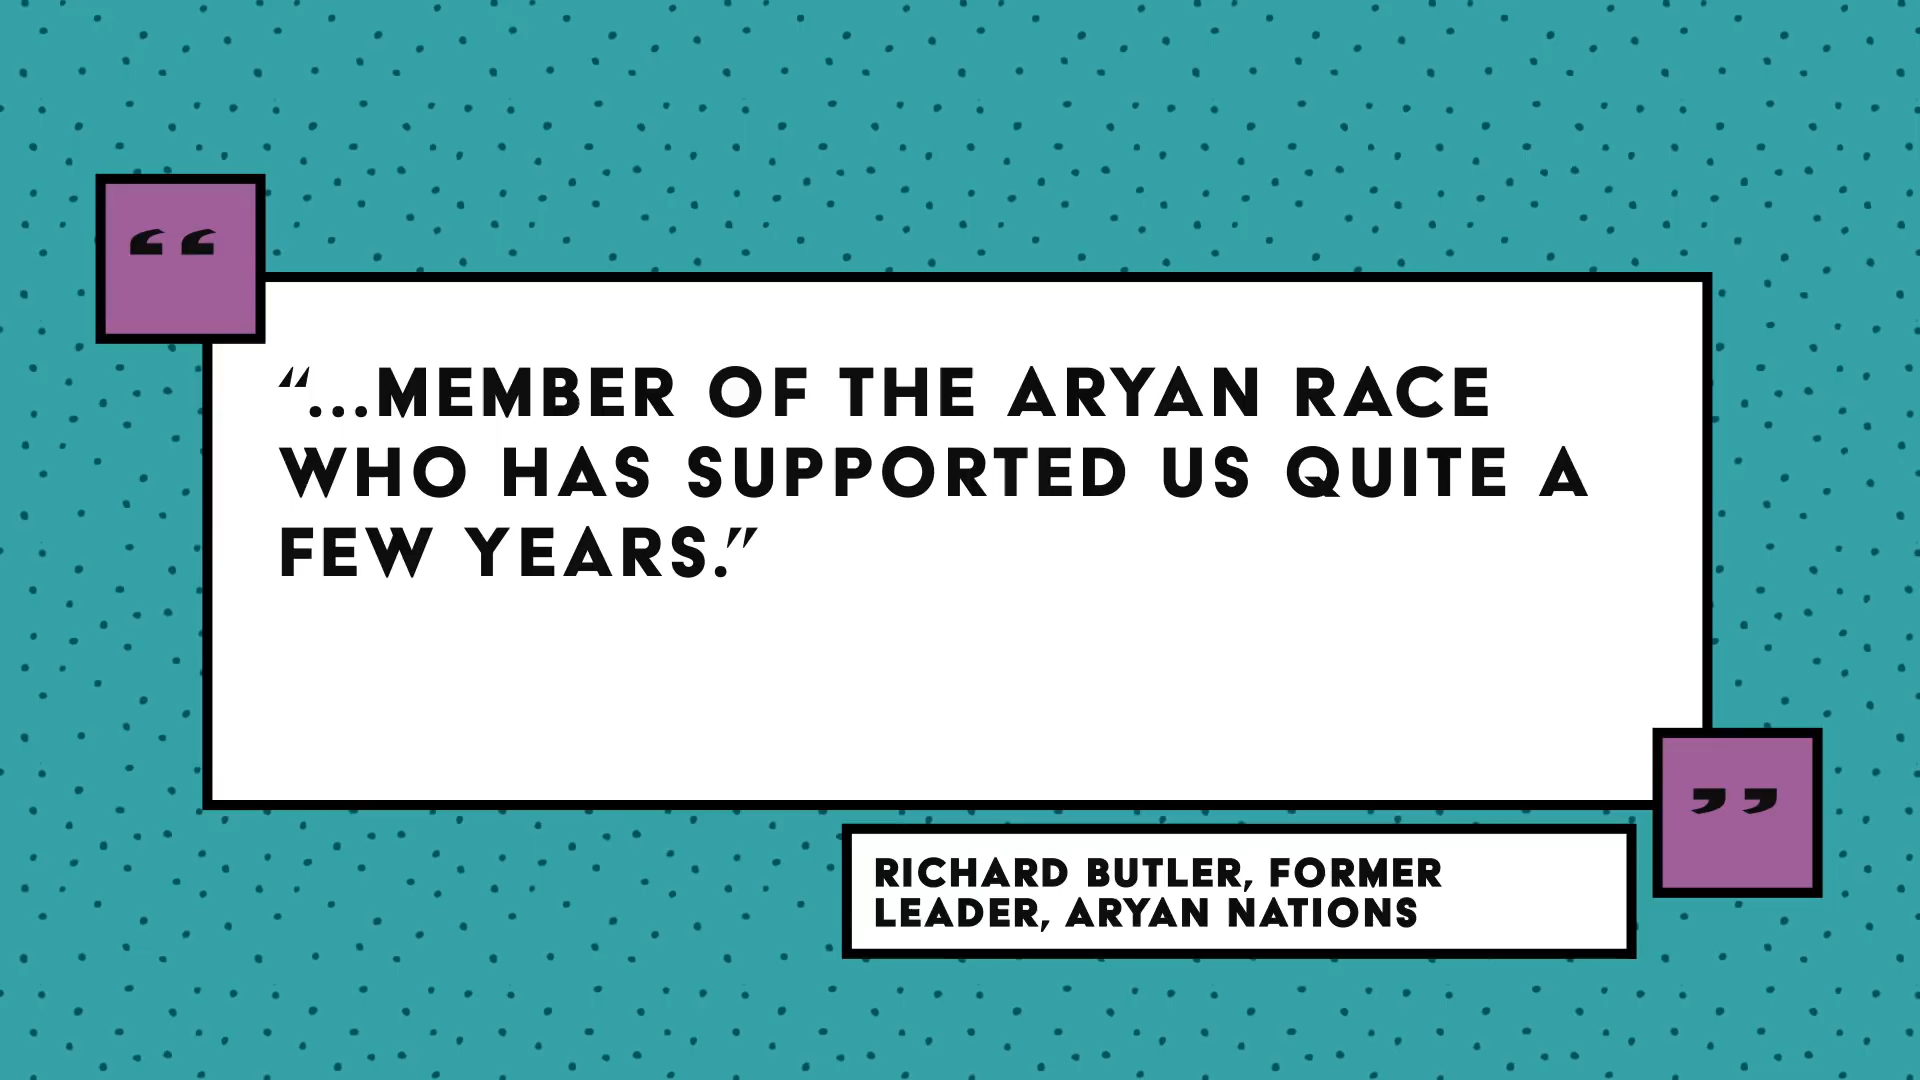 “
“...MEMBER OF THE ARYAN RACE
WHO HAS SUPPORTED US QUITE A
FEW YEARS.”
”
RICHARD BUTLER, FORMER
LEADER, ARYAN NATIONS